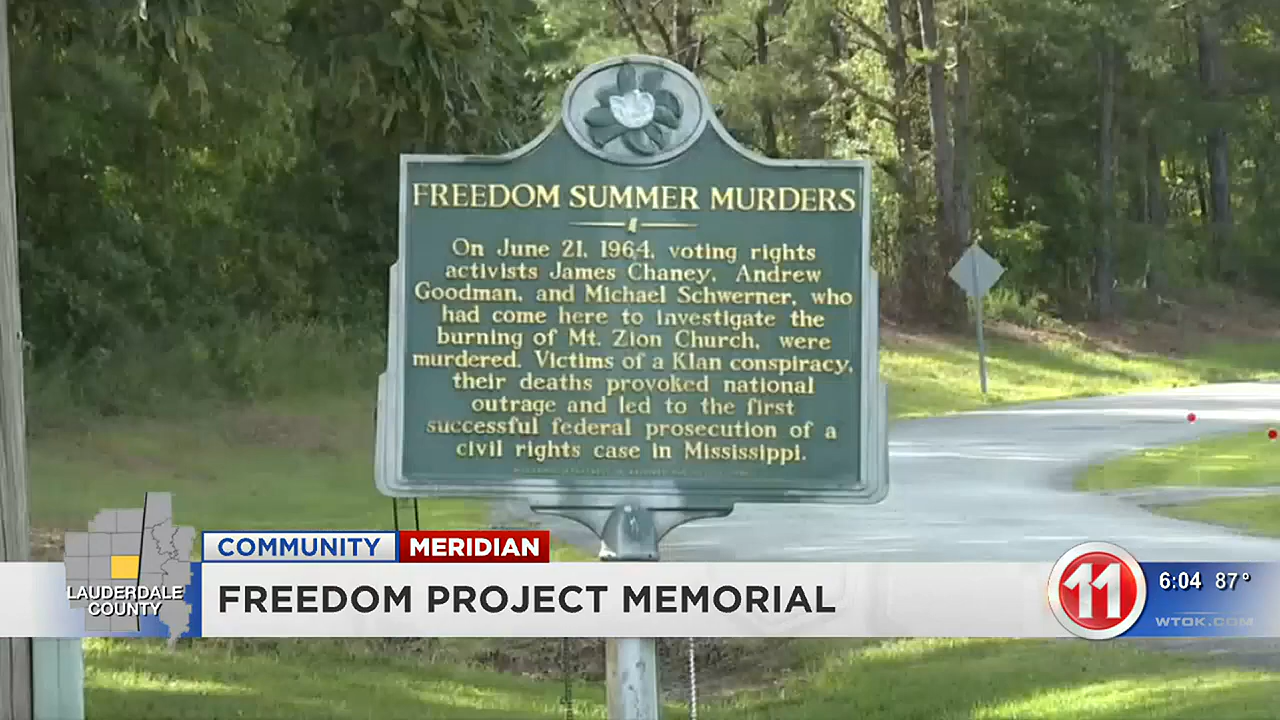 FREEDOM SUMMER MURDERS
On June 21, 1964, voting rights
activists James Chaney, Andrew
Goodman, and Michael Schwerner, who
had come here to investigate the
burning of Mt. Zion Church, were
murdered. Victims of a Klan conspiracy,
their deaths provoked national
outrage and led to the first
successful federal prosecution of a
civil rights case in Mississippi.
COMMUNITY MERIDIAN
LAUDERDALE
COUNTY
FREEDOM PROJECT MEMORIAL
11
6:04 87°
WTOK.COM